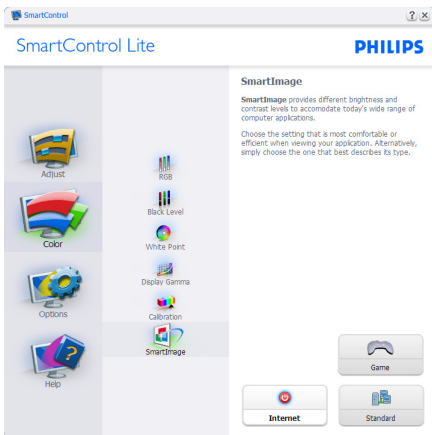 SmartControl
SmartControl Lite
PHILIPS
Adjust
Color
Options
Help
RGB
Black Level
White Point
Display Gamma
Calibration
SmartImage
SmartImage
SmartImage provides different brightness and
contrast levels to accomodate today's wide range of
computer applications.
Choose the setting that is most comfortable or
efficient when viewing your application. Alternatively,
simply choose the one that best describes its type.
Game
Internet
Standard